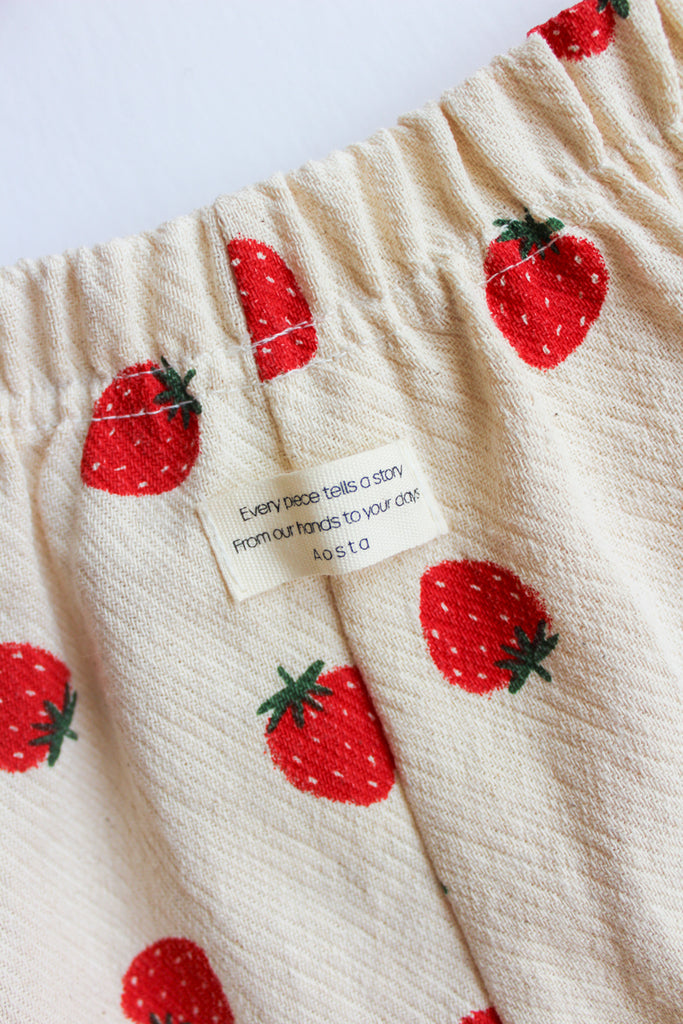 Every piece tells a story
From our hands to your days
Aosta